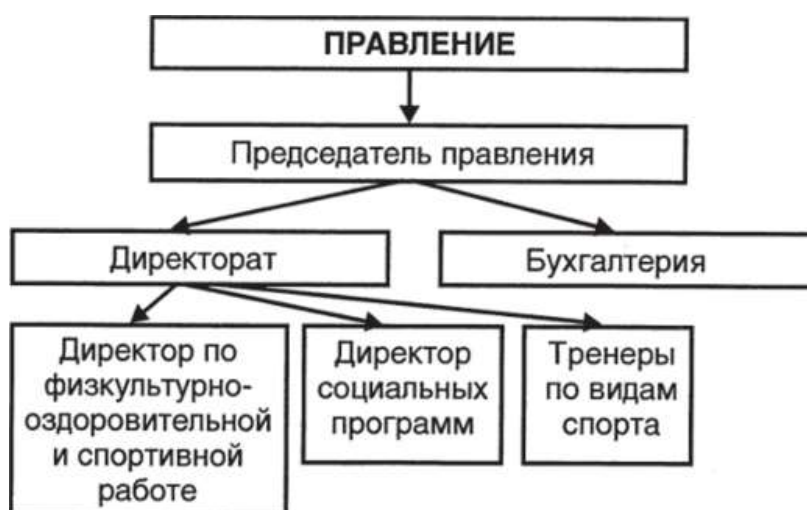 ПРАВЛЕНИЕ
Председатель правления
Директорат
Бухгалтерия
Директор по
физкультурно-
оздоровительной
и спортивной
работе
Директор
социальных
программ
Тренеры
по видам
спорта